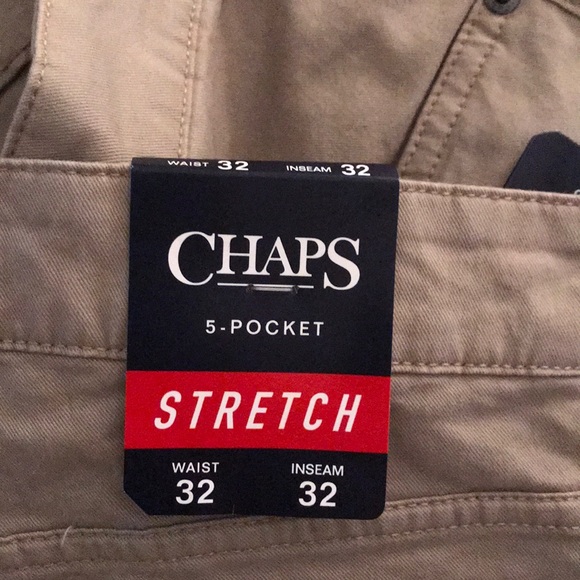 WAIST 32 INSEAM 32
CHAPS
5-POCKET
STRETCH
WAIST INSEAM
32 32